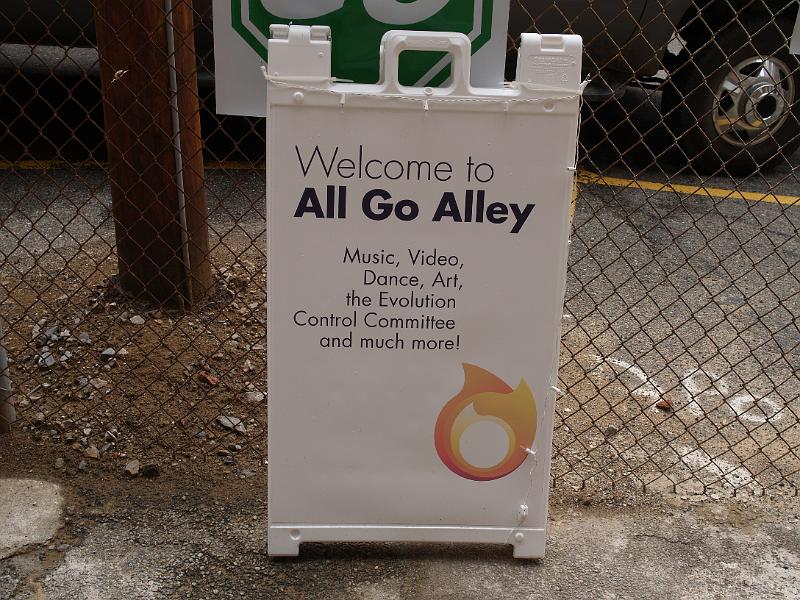 Welcome to
All Go Alley
Music, Video,
Dance, Art,
the Evolution
Control Committee
and much more!